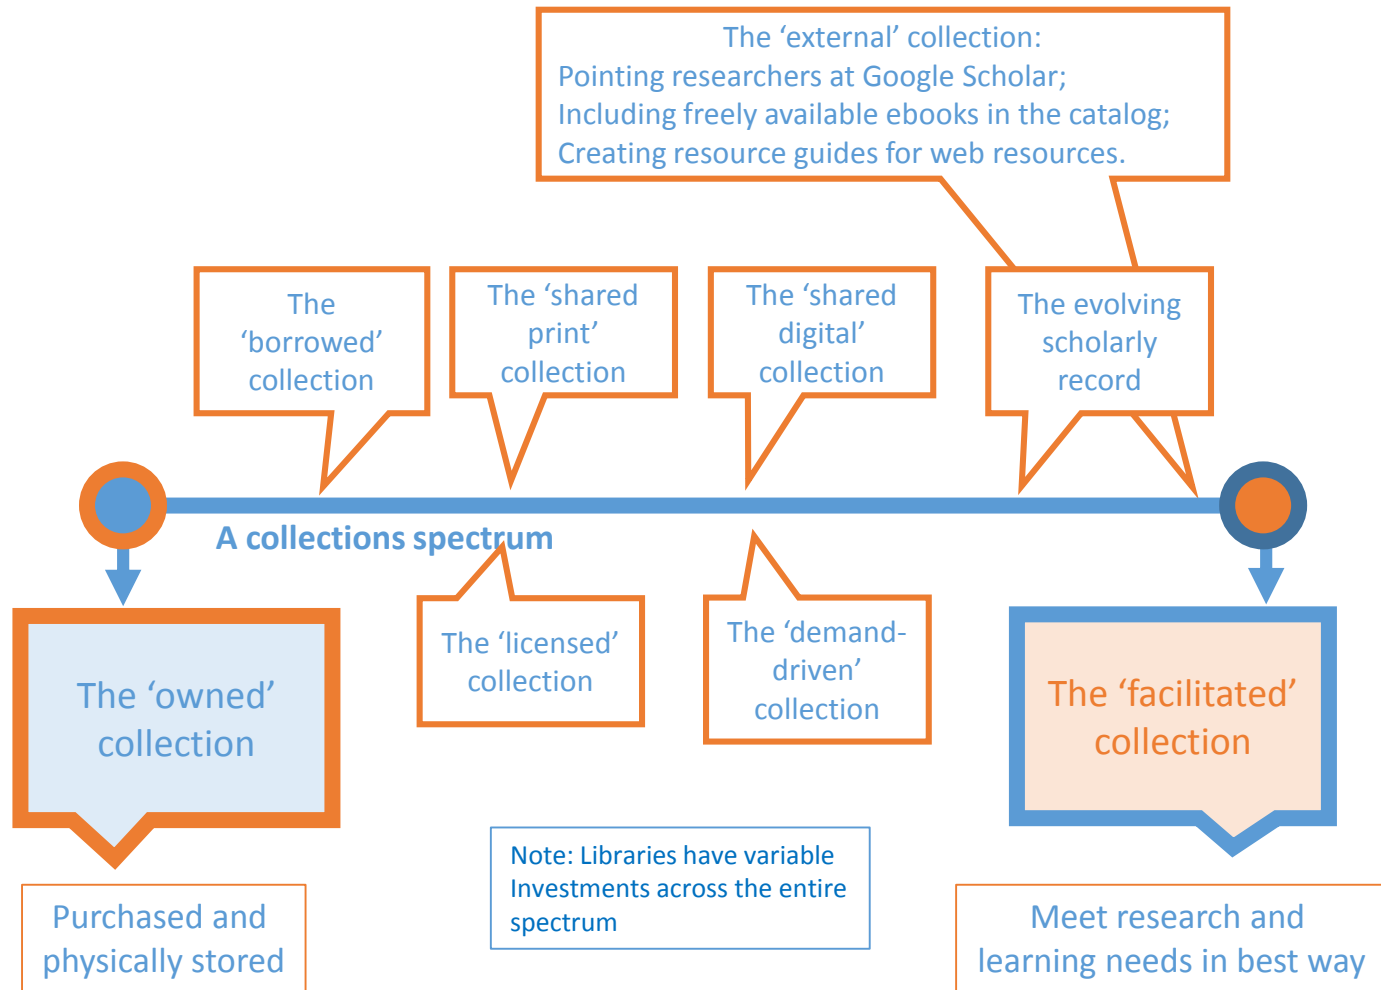 The ‘external’ collection:
Pointing researchers at Google Scholar;
Including freely available ebooks in the catalog;
Creating resource guides for web resources.
The
‘borrowed’
collection
The ‘shared
print’
collection
The ‘shared
digital’
collection
The evolving
scholarly
record
A collections spectrum
The ‘licensed’
collection
The ‘demand-
driven’
collection
The ‘owned’
collection
The ‘facilitated’
collection
Note: Libraries have variable
Investments across the entire
spectrum
Purchased and
physically stored
Meet research and
learning needs in best way